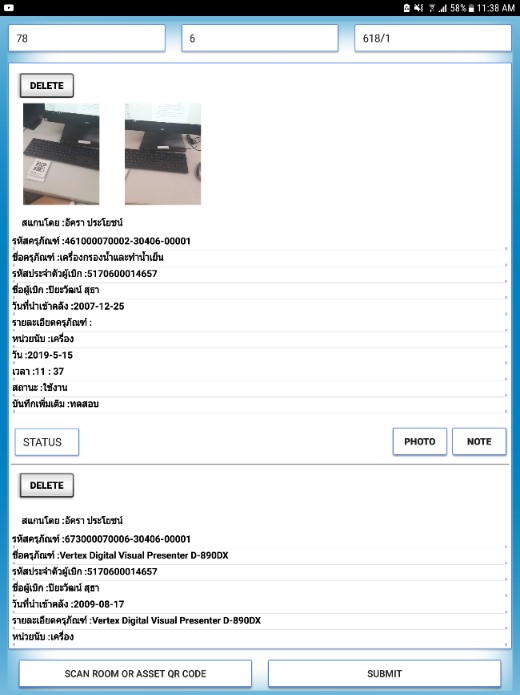 58% 11:38 AM
78 6 618/1
DELETE
สแกนโดย :อัครา ประโยชน์
รหัสครุภัณฑ์ :461000070002-30406-00001
ชื่อครุภัณฑ์ :เครื่องกรองน้ำและทำน้ำเย็น
รหัสประจำตัวผู้เบิก :5170600014657
ชื่อผู้เบิก :ปิยะวัฒน์ สุธา
วันที่นำเข้าคลัง :2007-12-25
รายละเอียดครุภัณฑ์ :
หน่วยนับ :เครื่อง
วัน :2019-5-15
เวลา :11 : 37
สถานะ :ใช้งาน
บันทึกเพิ่มเติม :ทดสอบ
STATUS PHOTO NOTE
DELETE
สแกนโดย :อัครา ประโยชน์
รหัสครุภัณฑ์ :673000070006-30406-00001
ชื่อครุภัณฑ์ :Vertex Digital Visual Presenter D-890DX
รหัสประจำตัวผู้เบิก :5170600014657
ชื่อผู้เบิก :ปิยะวัฒน์ สุธา
วันที่นำเข้าคลัง :2009-08-17
รายละเอียดครุภัณฑ์ :Vertex Digital Visual Presenter D-890DX
หน่วยนับ :เครื่อง
SCAN ROOM OR ASSET QR CODE SUBMIT